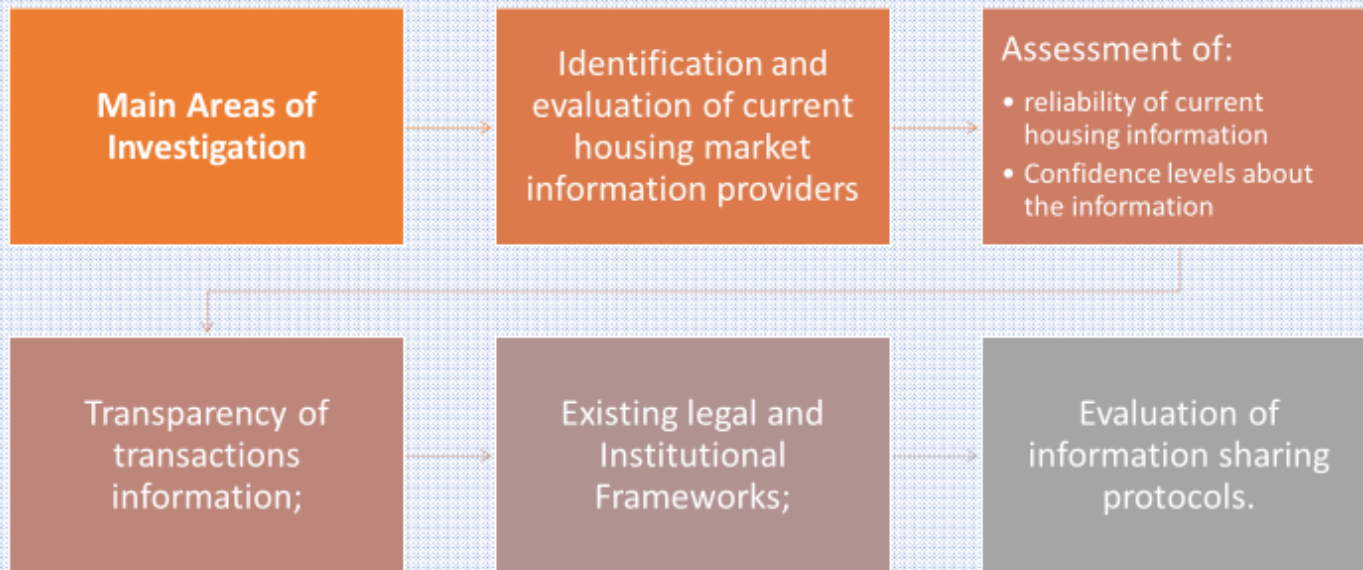 Main Areas of
Investigation
Identification and
evaluation of current
housing market
information providers
Assessment of:
• reliability of current
housing information
• Confidence levels about
the information
Transparency of
transactions
information;
Existing legal and
Institutional
Frameworks;
Evaluation of
information sharing
protocols.